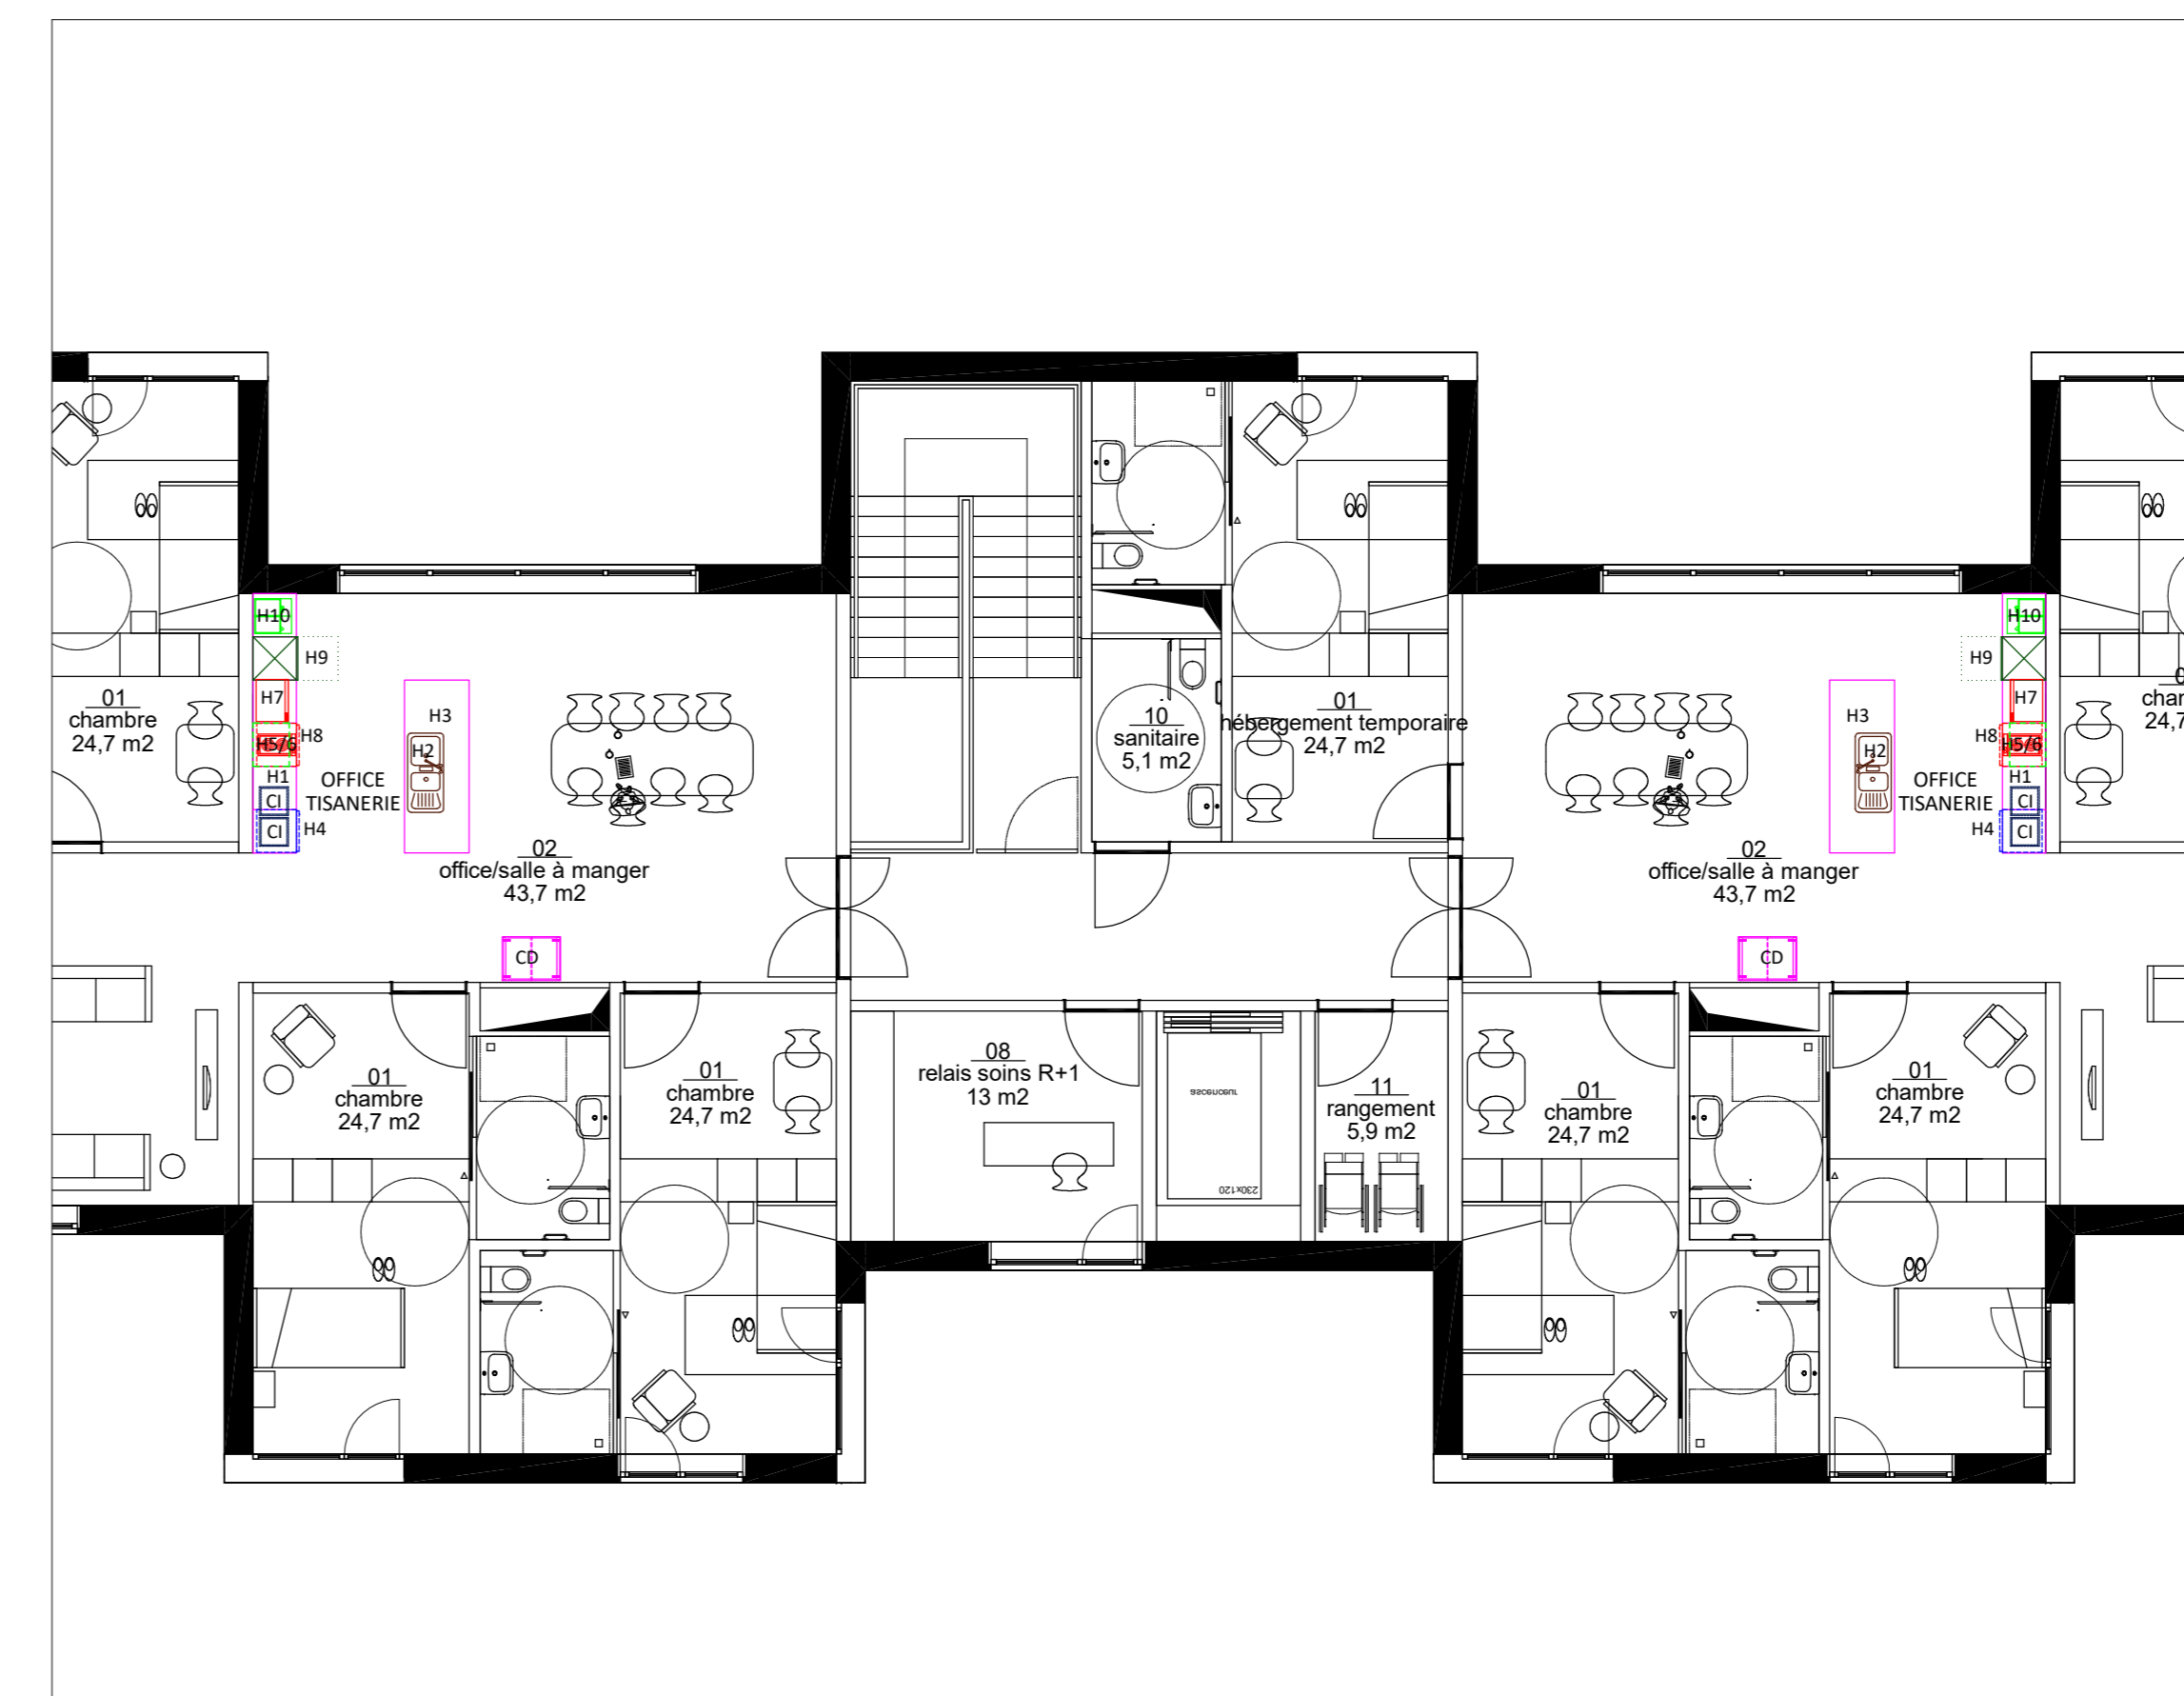 H10
H9
H7
H8
H5/6
H1
CI
CI
H4
OFFICE
TISANERIE
H3
H2
01
chambre
24,7 m2
02
office/salle à manger
43,7 m2
CD
10
sanitaire
5,1 m2
01
hébergement temporaire
24,7 m2
H10
H9
H7
H8
H5/6
H1
CI
CI
H4
OFFICE
TISANERIE
H3
H2
02
office/salle à manger
43,7 m2
CD
01
chambre
24,7 m2
01
chambre
24,7 m2
08
relais soins R+1
13 m2
ascenceur
230x120
11
rangement
5,9 m2
01
chambre
24,7 m2
01
chambre
24,7 m2